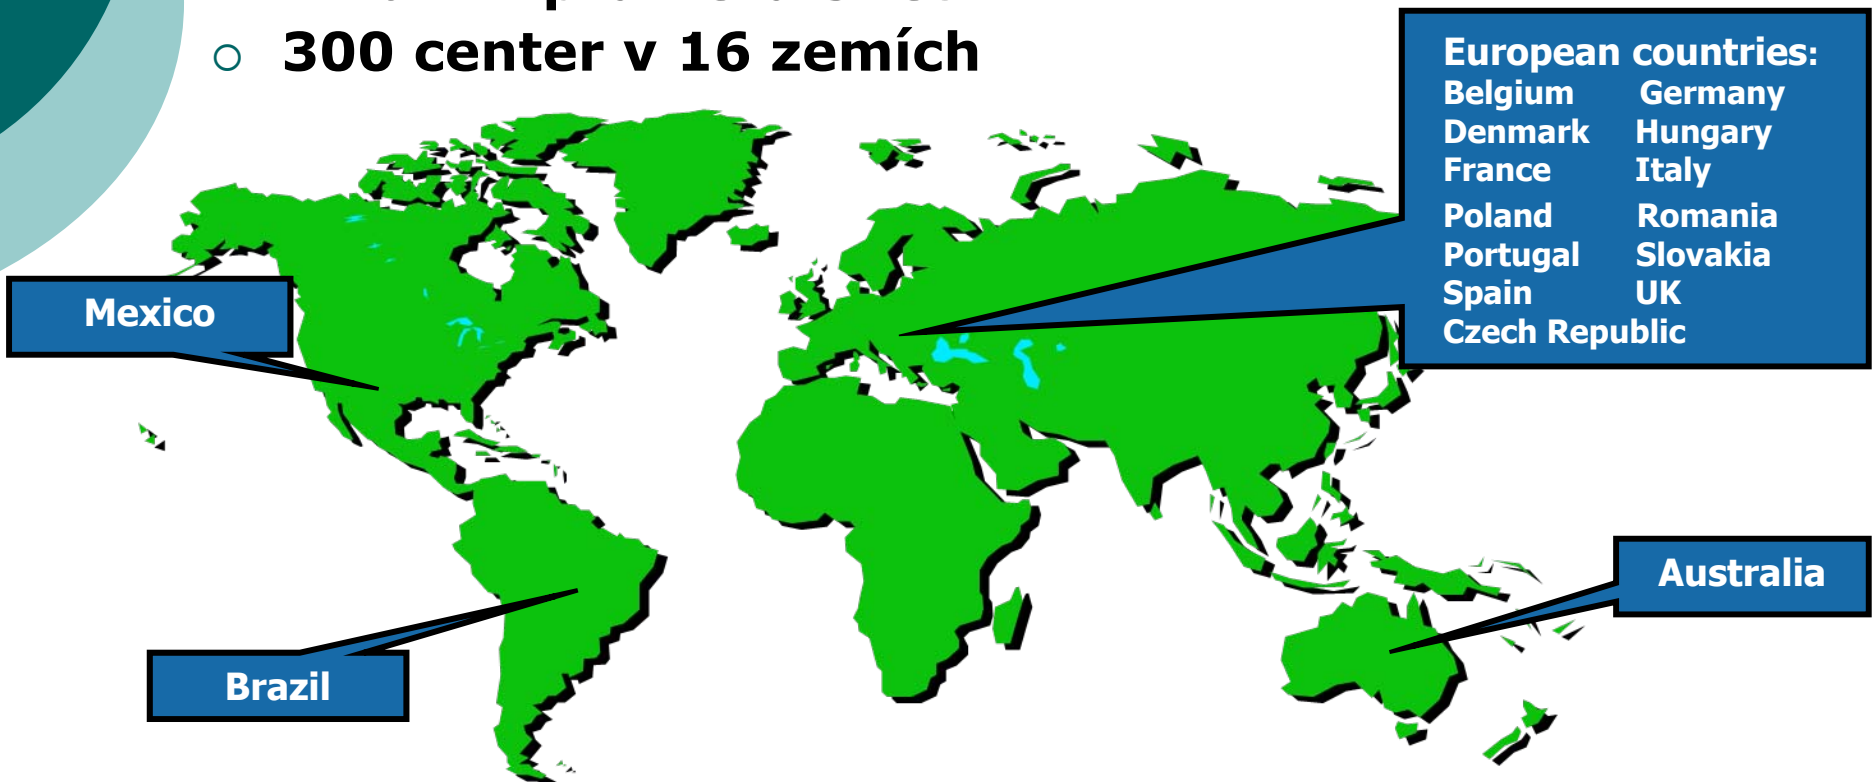 300 center v 16 zemích
European countries:
Belgium Germany
Denmark Hungary
France Italy
Poland Romania
Portugal Slovakia
Spain UK
Czech Republic
Mexico
Australia
Brazil